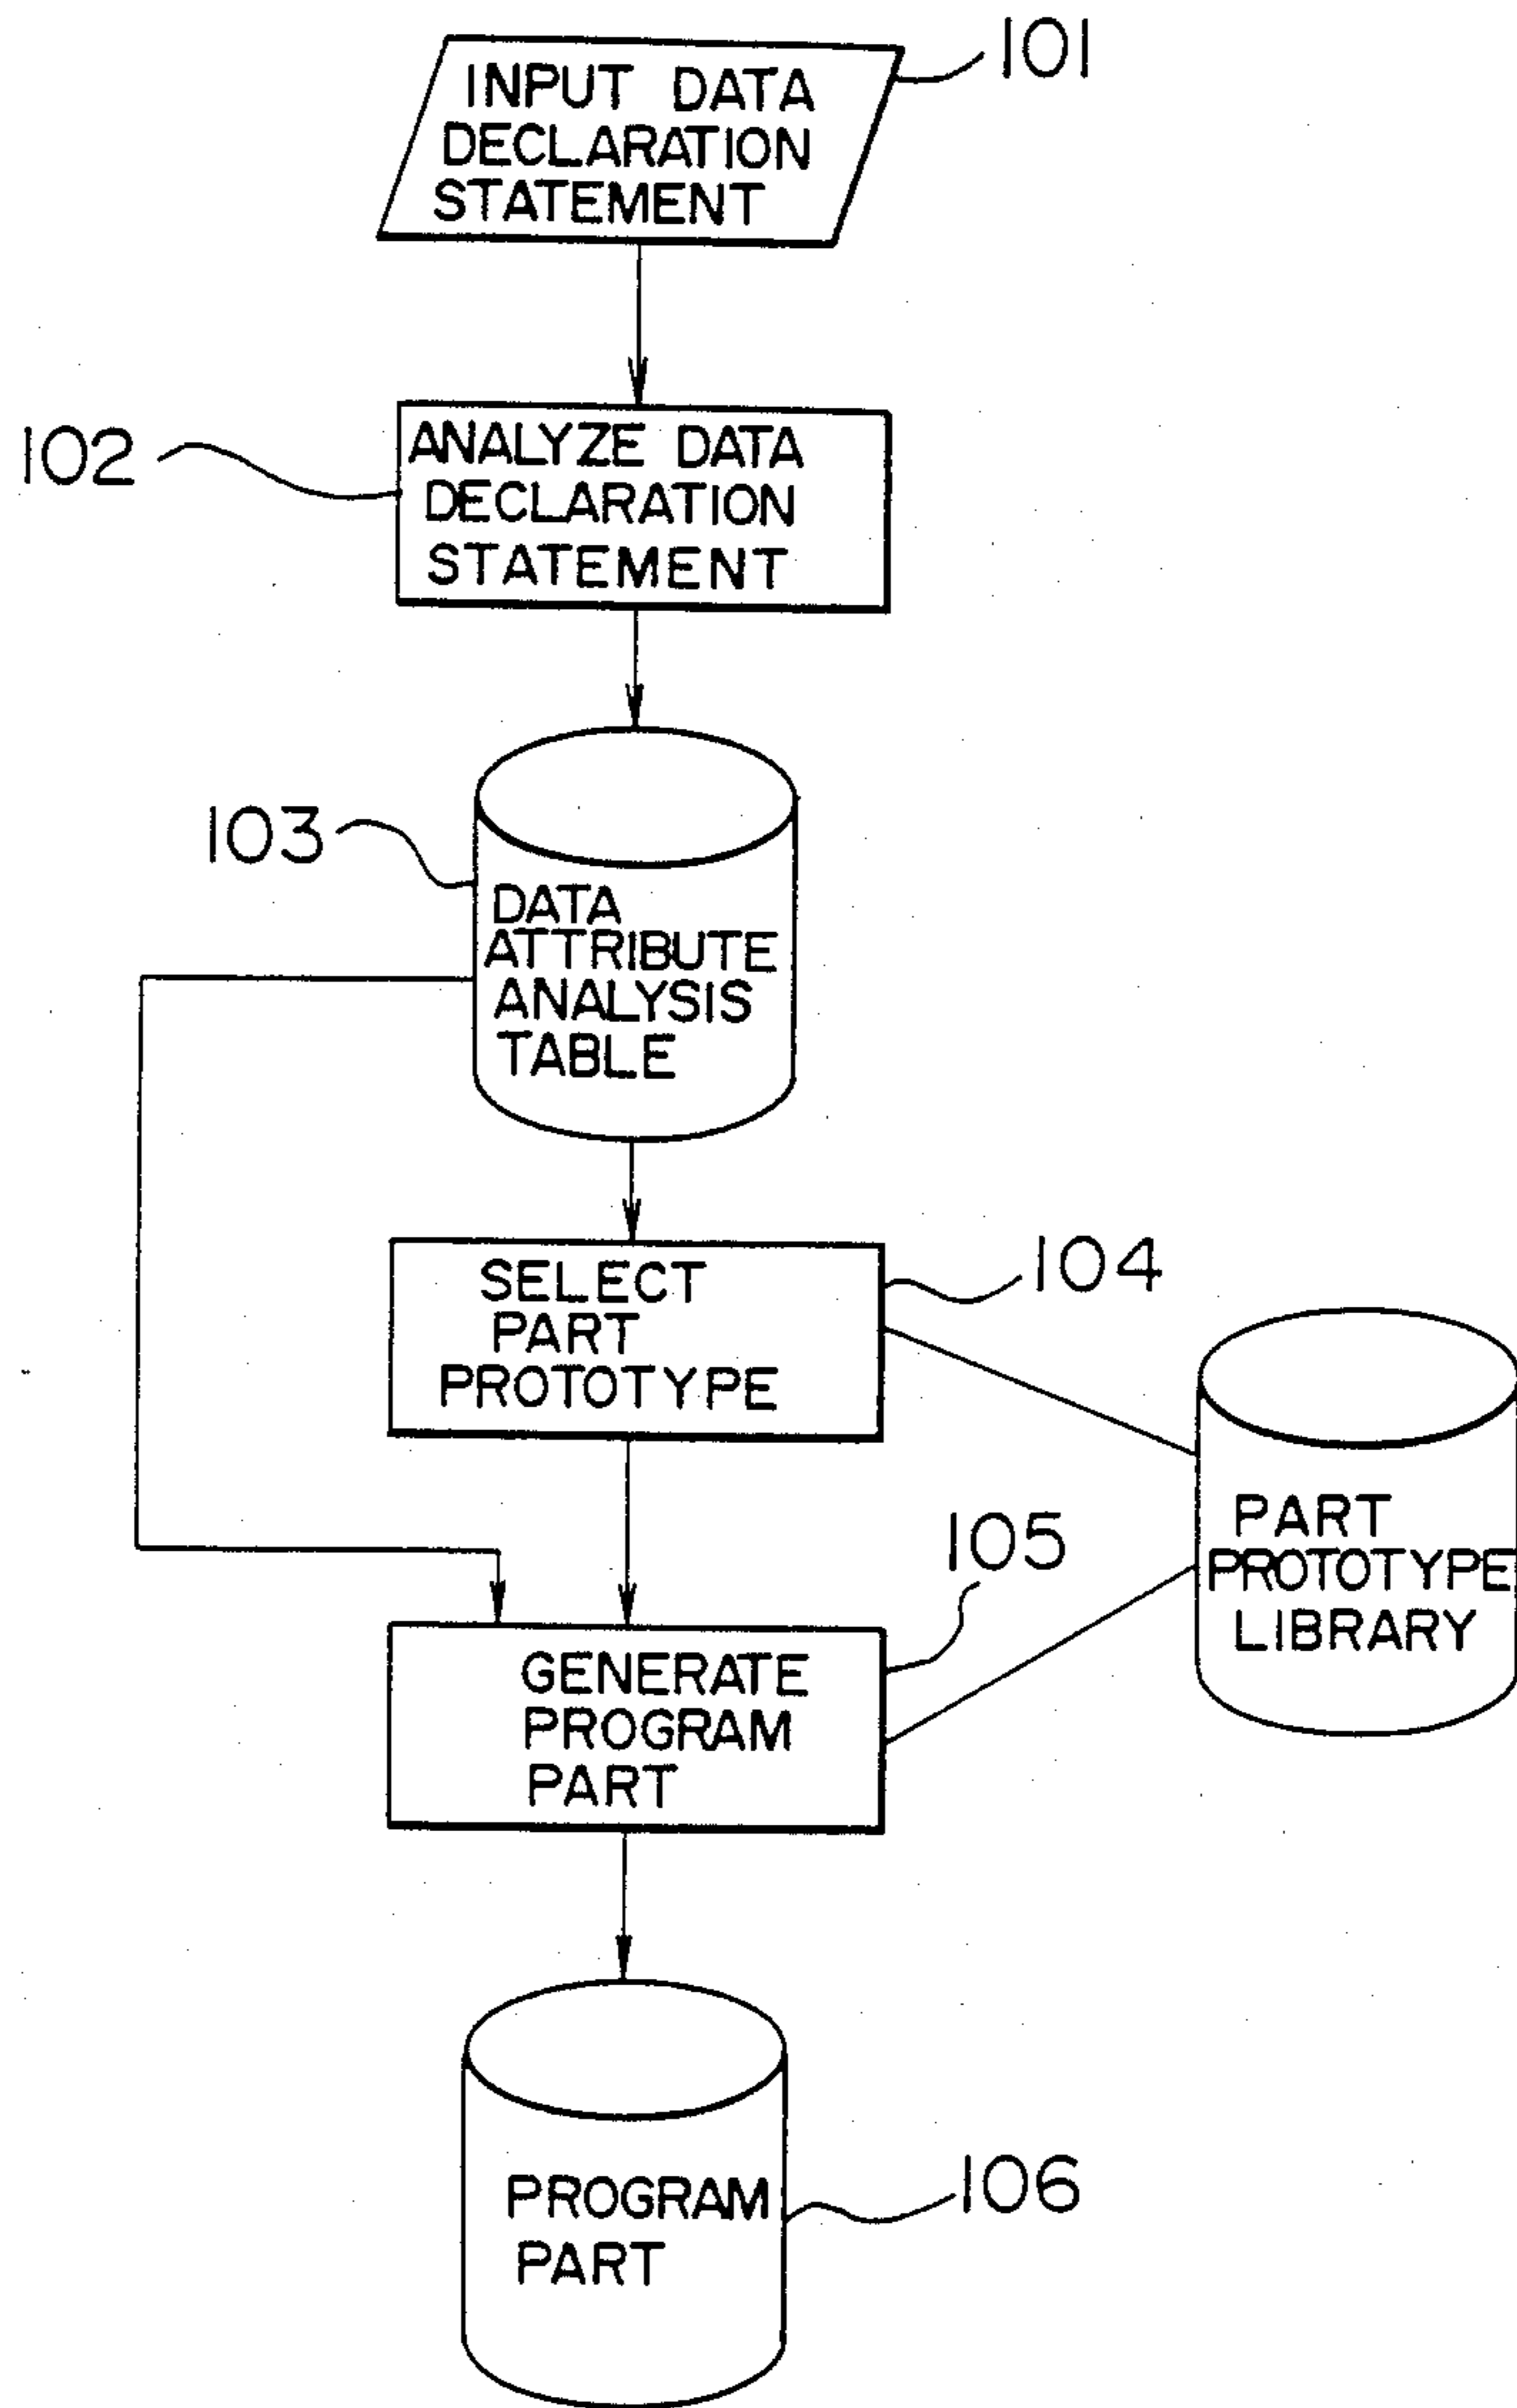 101
INPUT DATA
DECLARATION
STATEMENT
102
ANALYZE DATA
DECLARATION
STATEMENT
103
DATA
ATTRIBUTE
ANALYSIS
TABLE
104
SELECT
PART
PROTOTYPE
PART
PROTOTYPE
LIBRARY
105
GENERATE
PROGRAM
PART
106
PROGRAM
PART